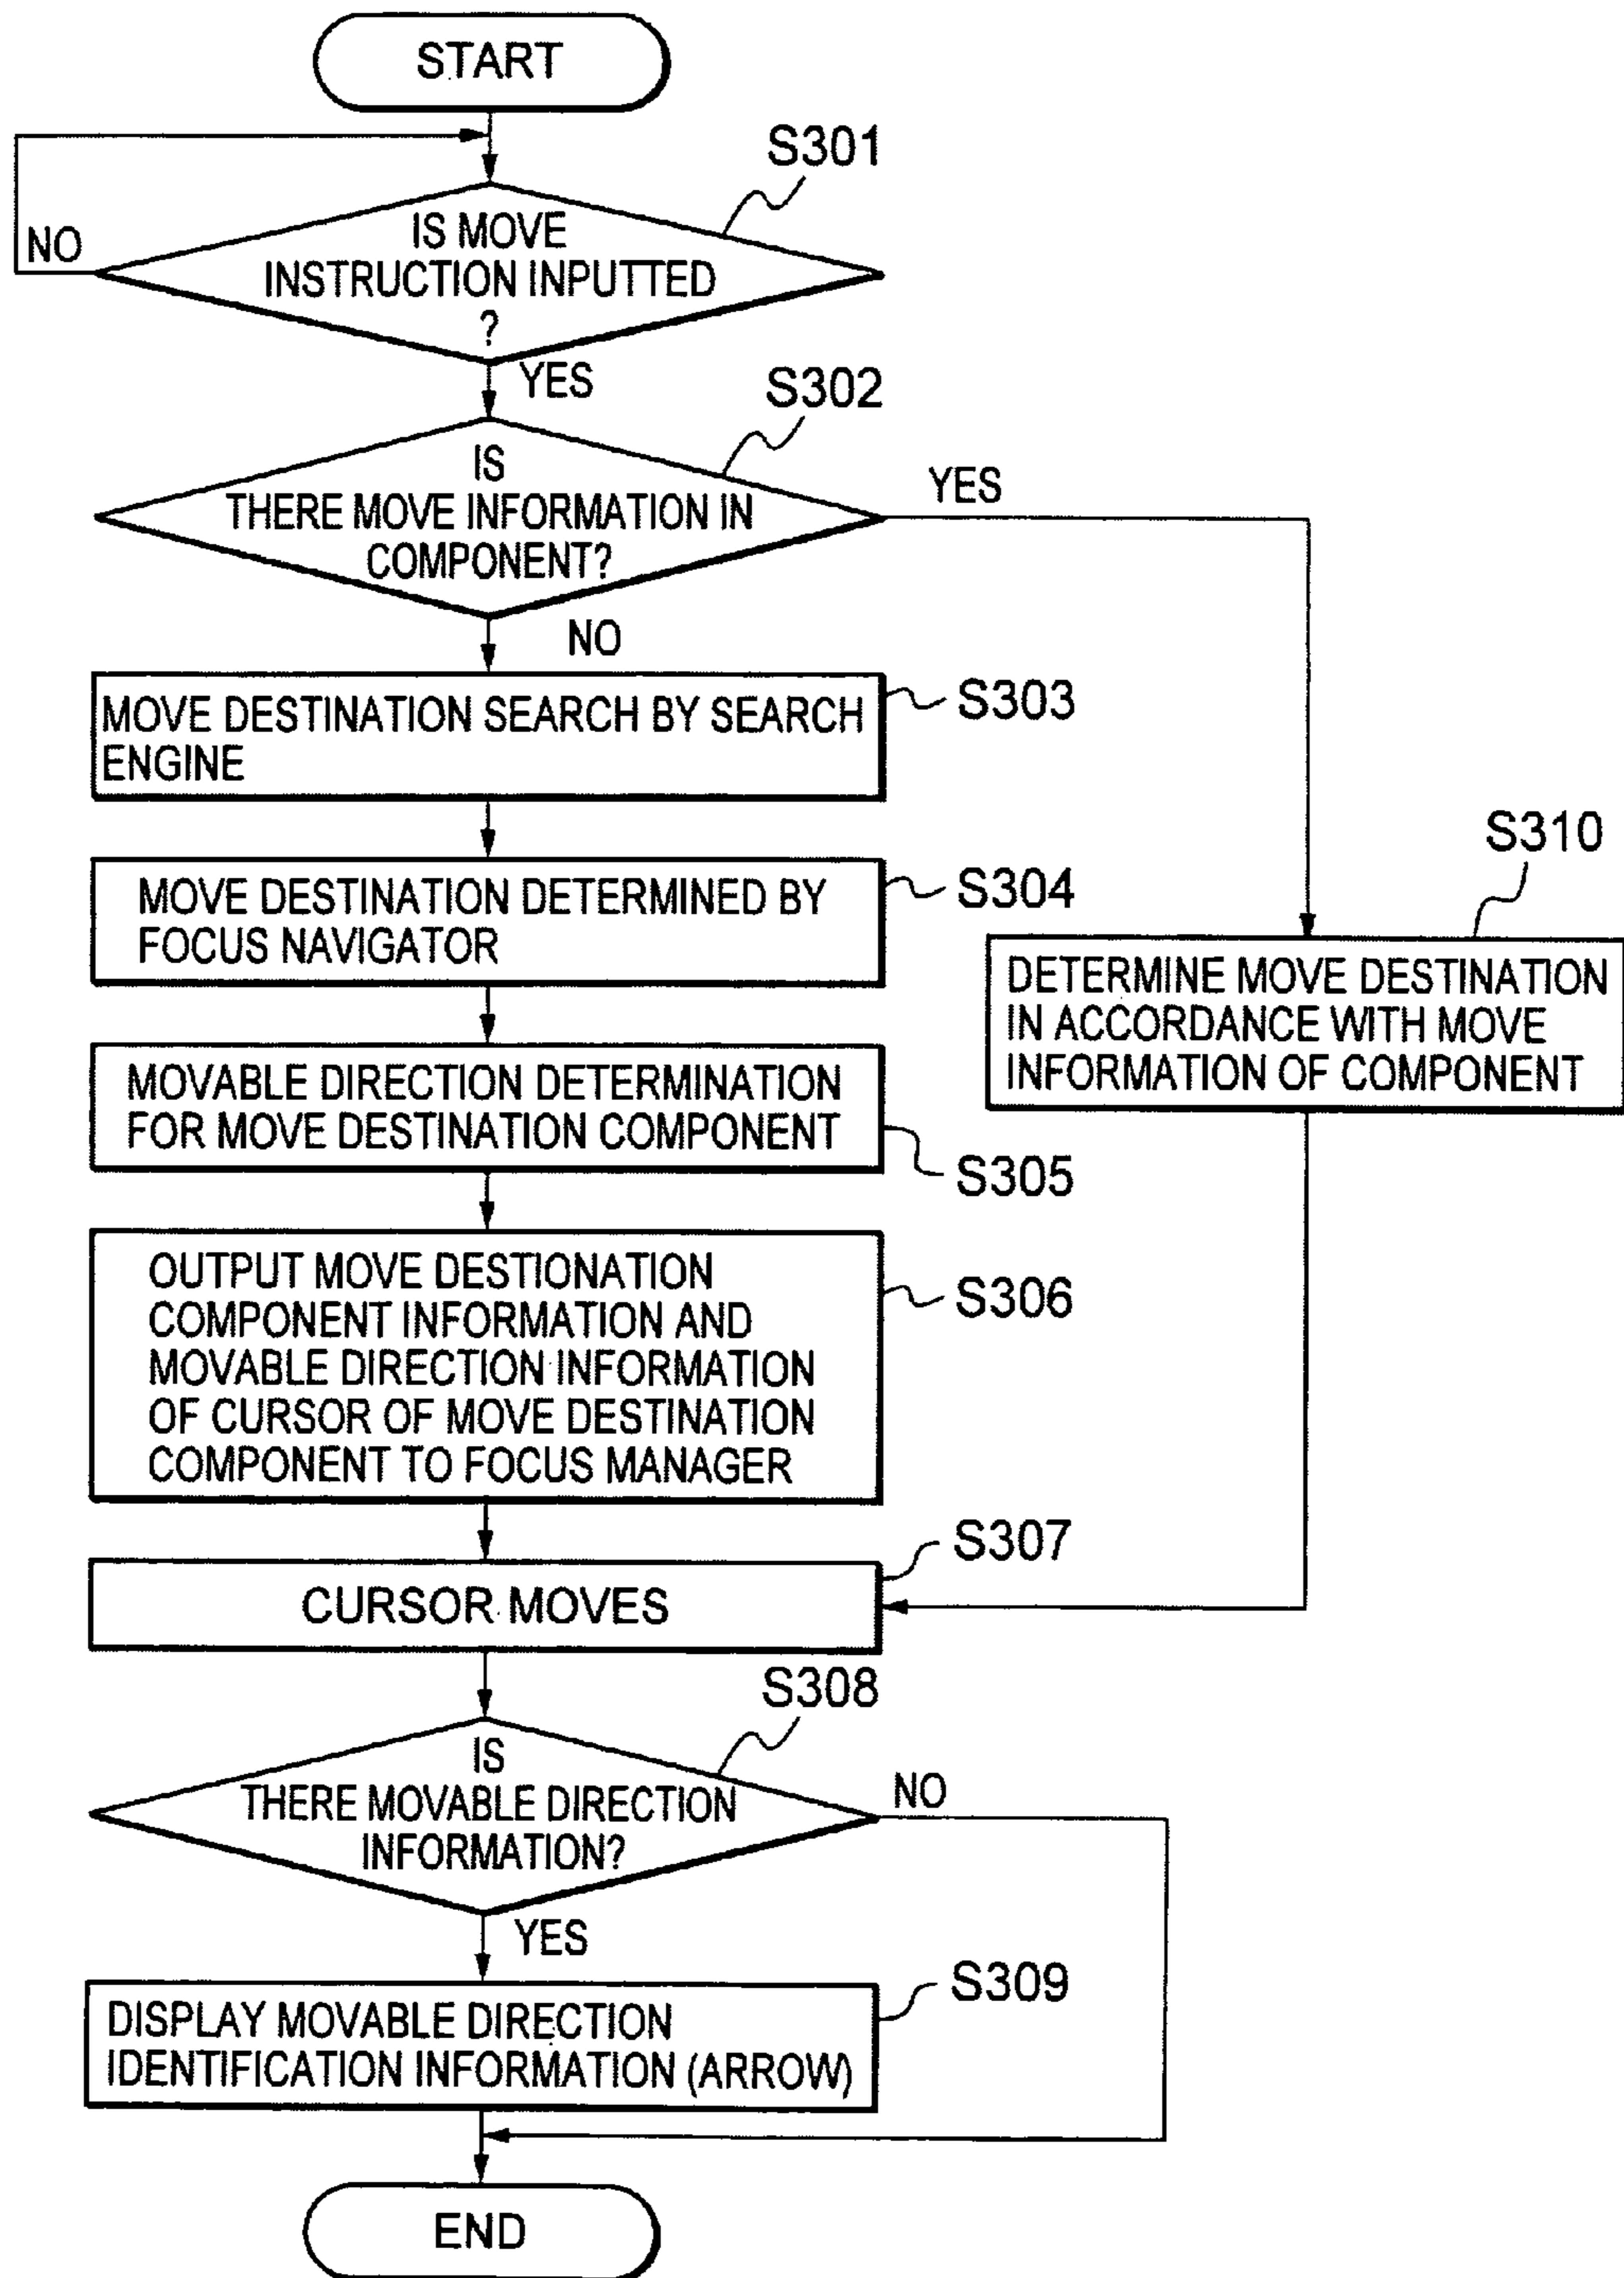 START
S301
IS MOVE
INSTRUCTION INPUTTED
?
NO
YES
S302
IS
THERE MOVE INFORMATION IN
COMPONENT?
YES
NO
MOVE DESTINATION SEARCH BY SEARCH
ENGINE
S303
MOVE DESTINATION DETERMINED BY
FOCUS NAVIGATOR
S304
S310
DETERMINE MOVE DESTINATION
IN ACCORDANCE WITH MOVE
INFORMATION OF COMPONENT
MOVABLE DIRECTION DETERMINATION
FOR MOVE DESTINATION COMPONENT
S305
OUTPUT MOVE DESTIONATION
COMPONENT INFORMATION AND
MOVABLE DIRECTION INFORMATION
OF CURSOR OF MOVE DESTINATION
COMPONENT TO FOCUS MANAGER
S306
S307
CURSOR MOVES
S308
IS
THERE MOVABLE DIRECTION
INFORMATION?
NO
YES
S309
DISPLAY MOVABLE DIRECTION
IDENTIFICATION INFORMATION (ARROW)
END